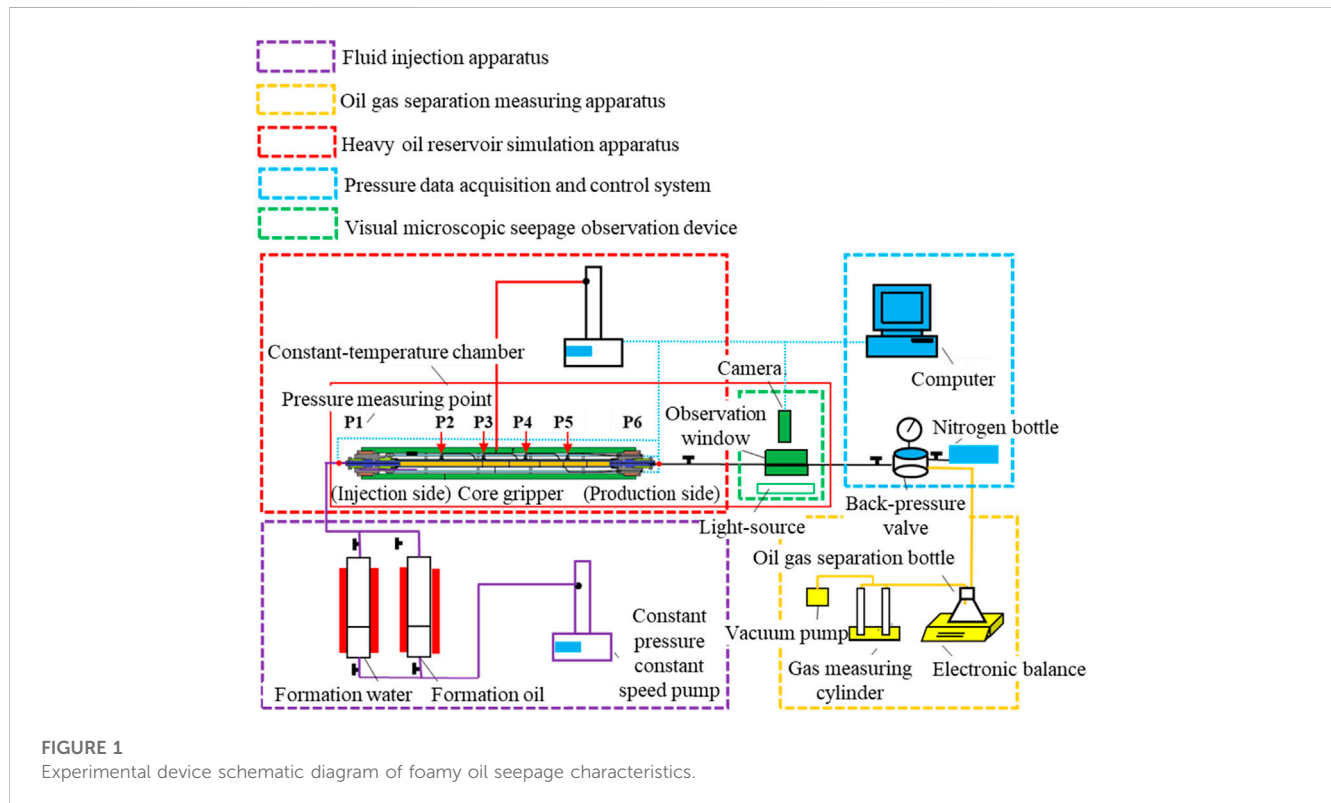 Fluid injection apparatus
Oil gas separation measuring apparatus
Heavy oil reservoir simulation apparatus
Pressure data acquisition and control system
Visual microscopic seepage observation device
Constant-temperature chamber
Pressure measuring point
P1 P2 P3 P4 P5 P6
(Injection side) Core gripper (Production side)
Camera
Observation
window
Light-source
Computer
Nitrogen bottle
Back-pressure
valve
Formation water
Formation oil
Constant
pressure
constant
speed pump
Oil gas separation bottle
Vacuum pump
Gas measuring
cylinder
Electronic balance
FIGURE 1
Experimental device schematic diagram of foamy oil seepage characteristics.